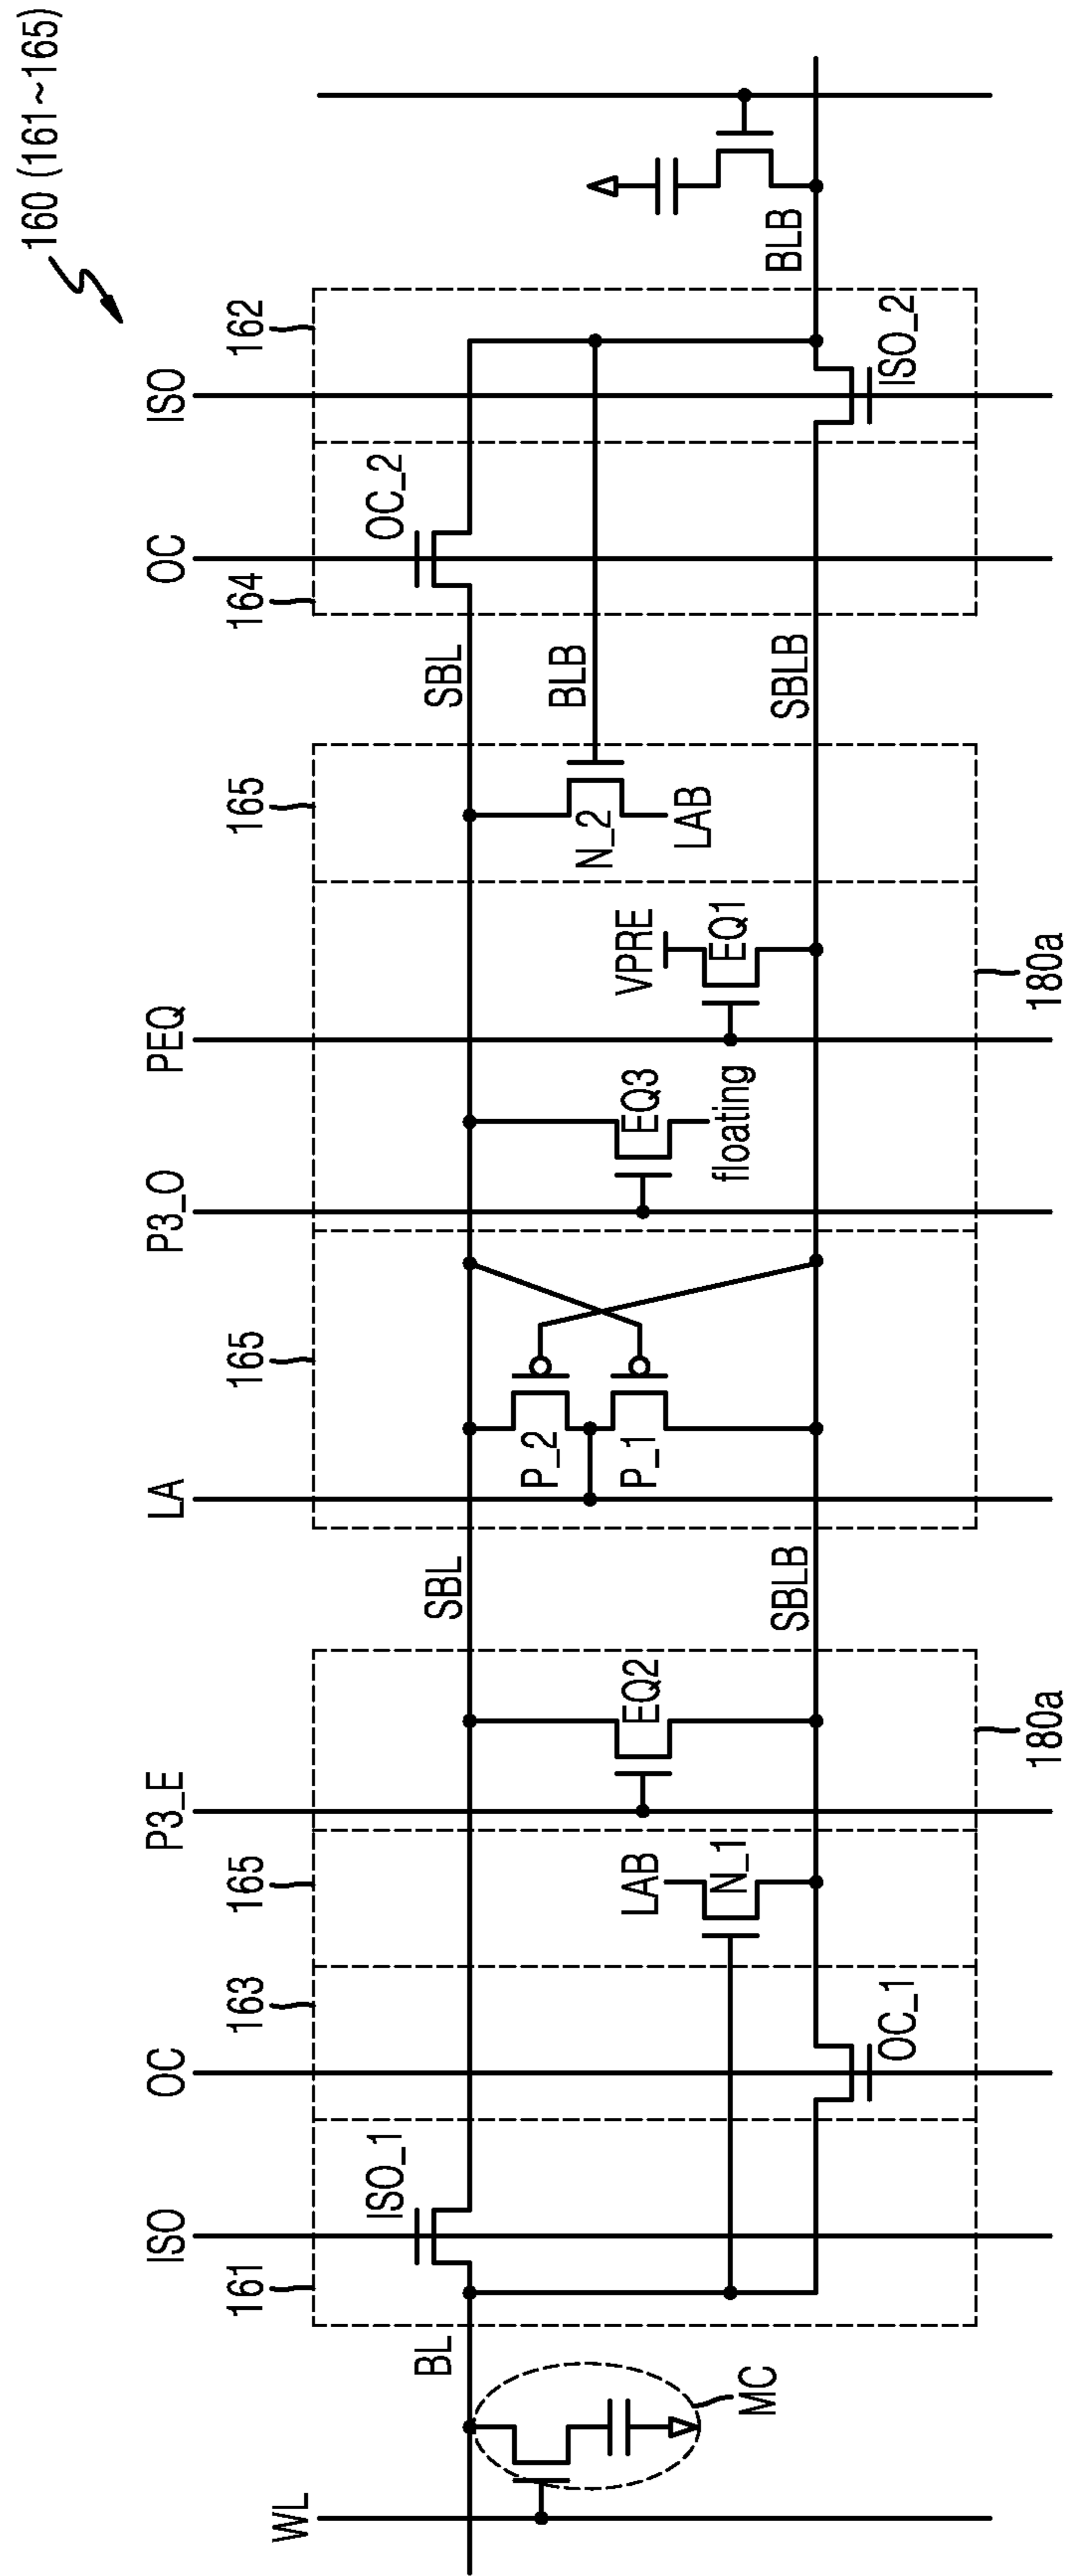 160 (161~165)
WL
ISO
OC
P3_E
LA
P3_O
PEQ
OC
ISO
161
163
165
165
165
164
162
BL
ISO_1
SBL
SBL
OC_2
MC
P_2
P_1
N_2
BLB
LAB
N_1
EQ2
EQ3
floating
VPRE
EQ1
LAB
BLB
OC_1
SBLB
SBLB
ISO_2
180a
180a